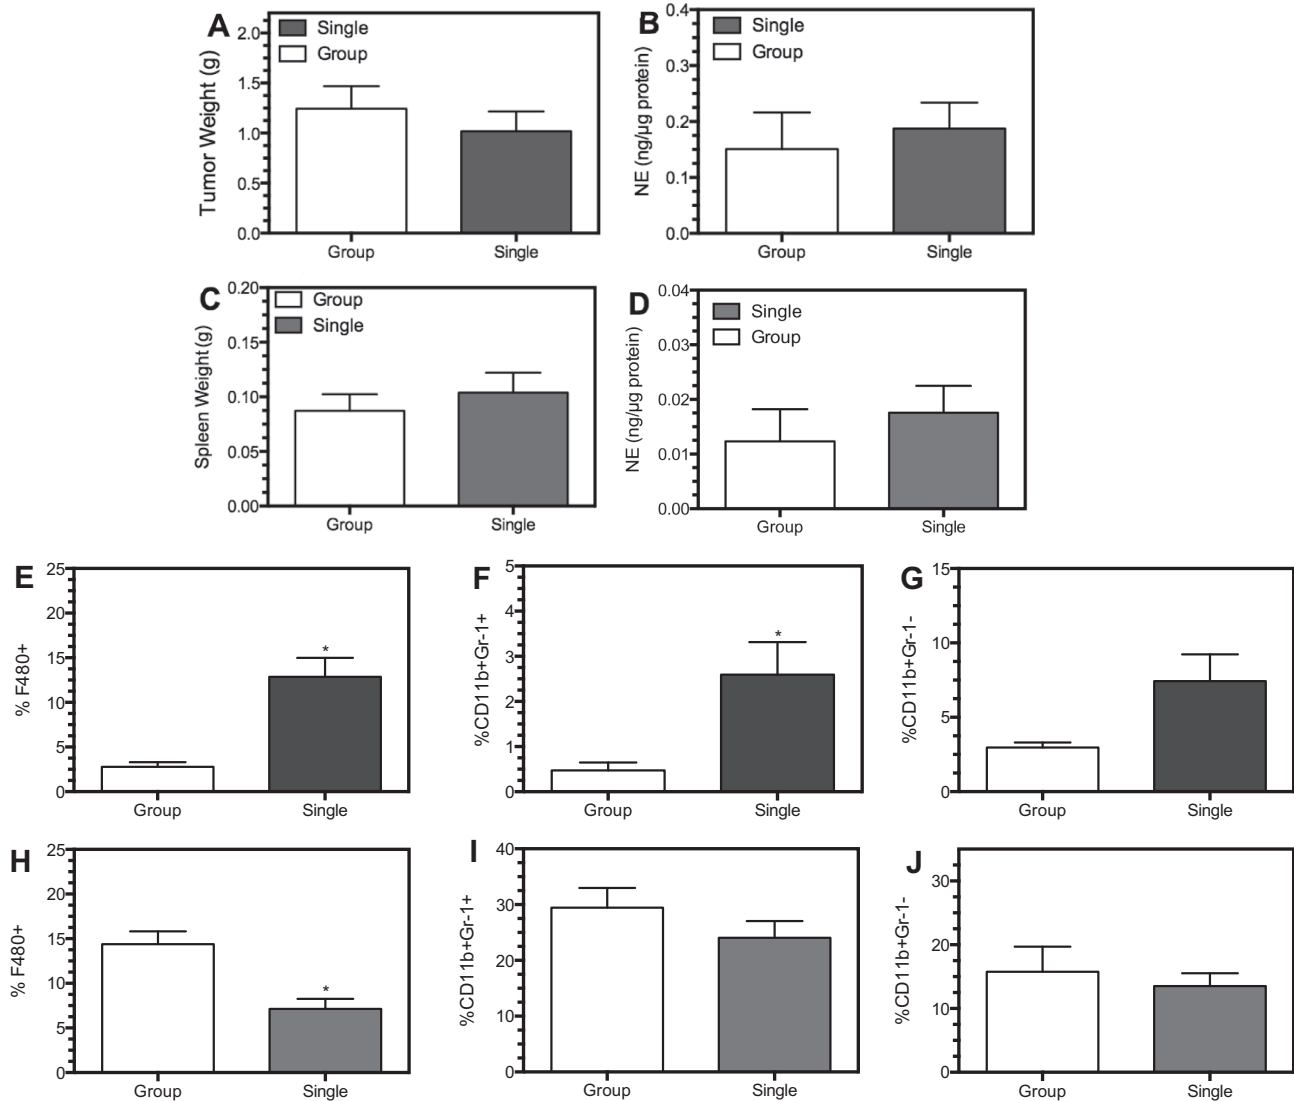 A
Tumor Weight (g)
2.0
1.5
1.0
0.5
0.0
Single
Group
Group
Single
B
NE (ng/µg protein)
0.4
0.3
0.2
0.1
0.0
Single
Group
Group
Single
C
Spleen Weight(g)
0.20
0.15
0.10
0.05
0.00
Group
Single
Group
Single
D
NE (ng/µg protein)
0.04
0.03
0.02
0.01
0.00
Single
Group
Group
Single
E
% F480+
25
20
15
10
5
0
*
Group
Single
F
%CD11b+Gr-1+
5
4
3
2
1
0
*
Group
Single
G
%CD11b+Gr-1-
15
10
5
0
Group
Single
H
% F480+
25
20
15
10
5
0
*
Group
Single
I
%CD11b+Gr-1+
40
30
20
10
0
Group
Single
J
%CD11b+Gr-1-
30
20
10
0
Group
Single